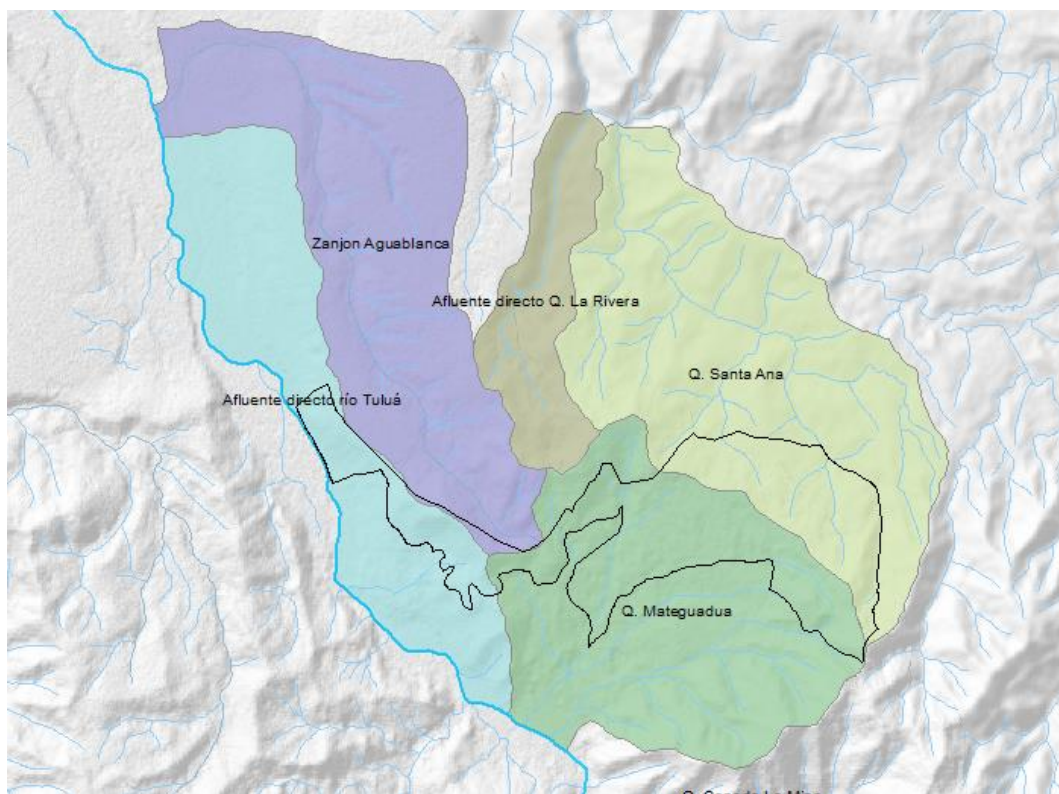 Zanjon Aguablanca
Afluente directo Q. La Rivera
Q. Santa Ana
Afluente directo río Tuluá
Q. Mateguadua